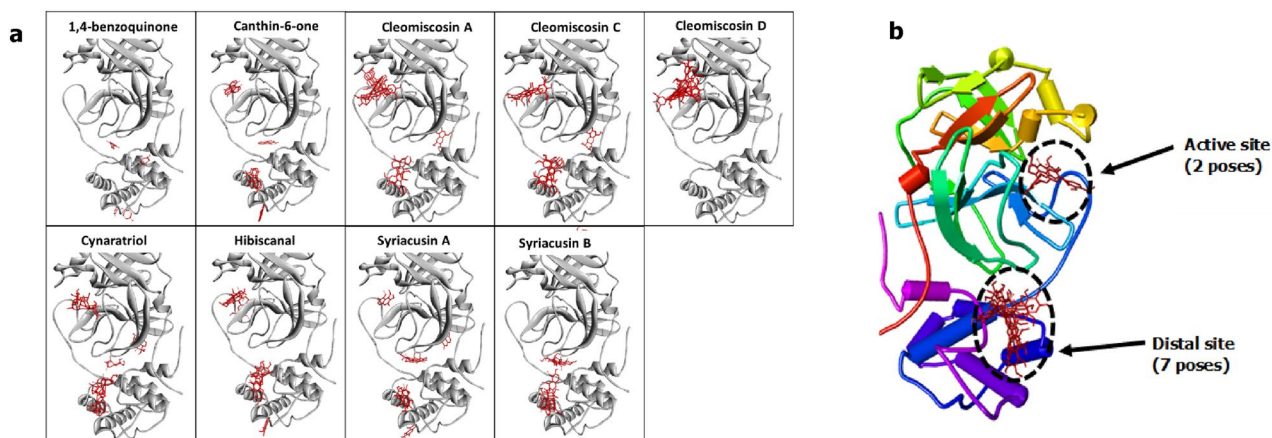 a
1,4-benzoquinone
Canthin-6-one
Cleomiscosin A
Cleomiscosin C
Cleomiscosin D
Cynaratriol
Hibiscanal
Syriacusin A
Syriacusin B
b
Active site
(2 poses)
Distal site
(7 poses)